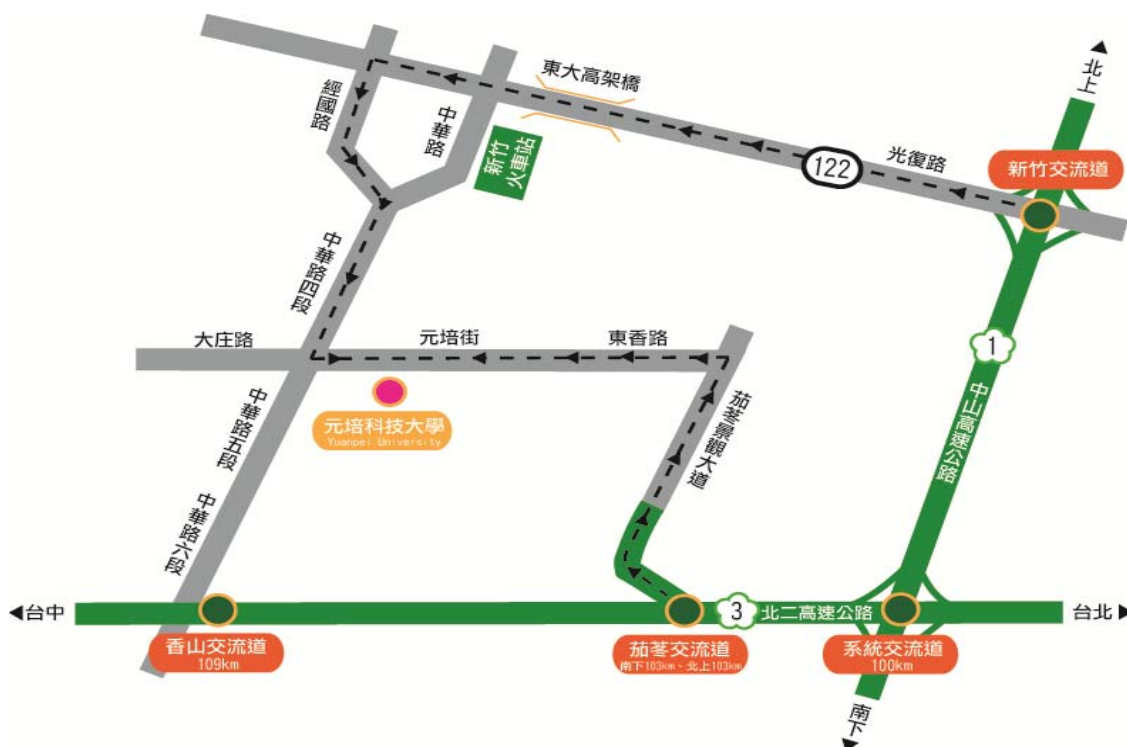 東大高架橋
北上
經國路
中華路
新竹
火車站
122
光復路
新竹交流道
中華路四段
大庄路
元培街
東香路
1
中山高速公路
元培科技大學
Yuanpei University
茄苳景觀大道
中華路五段
中華路六段
台中
3
北二高速公路
台北
香山交流道
109km
茄苳交流道
南下103km、北上103km
系統交流道
100km
南下